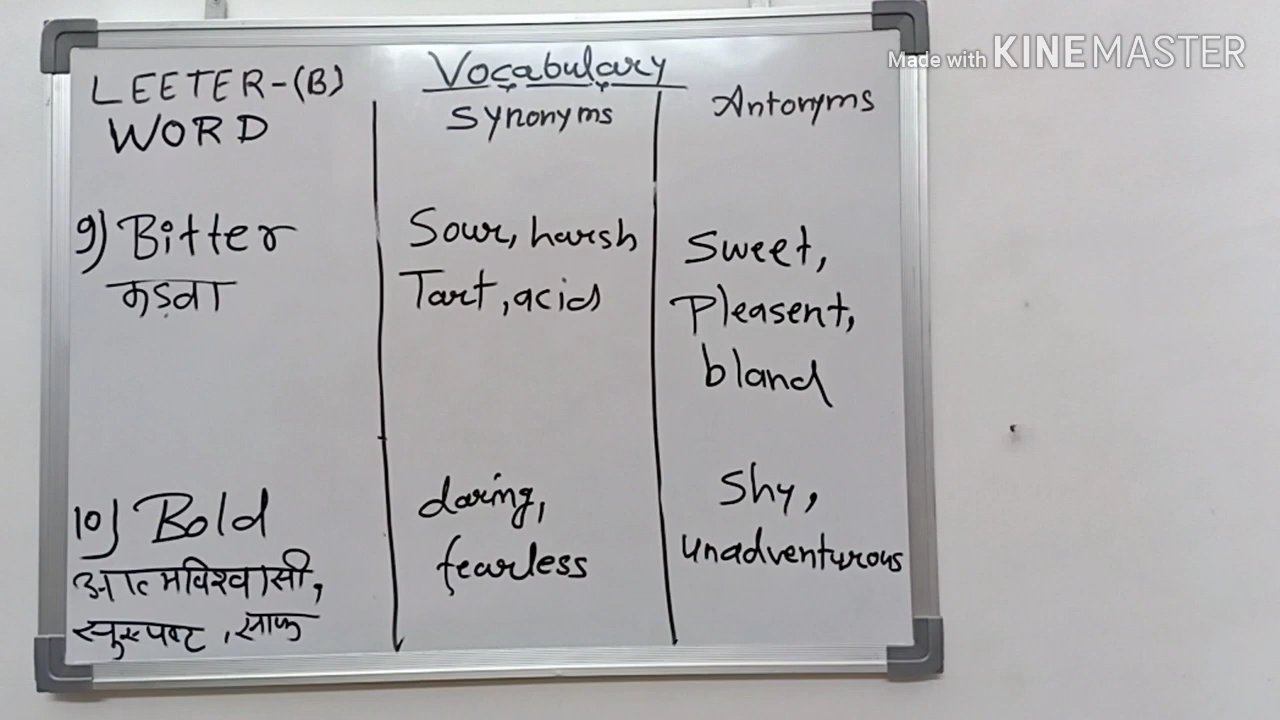 Made with KINEMASTER
Vocabulary
LEETER-(B)
WORD
Synonyms
Antonyms
9) Bitter
कड़वा
Sour, harsh
Tart, acid
Sweet,
Pleasent,
bland
10) Bold
आत्मविश्वासी,
सुस्पष्ट, साफ
daring,
fearless
Shy,
unadventurous